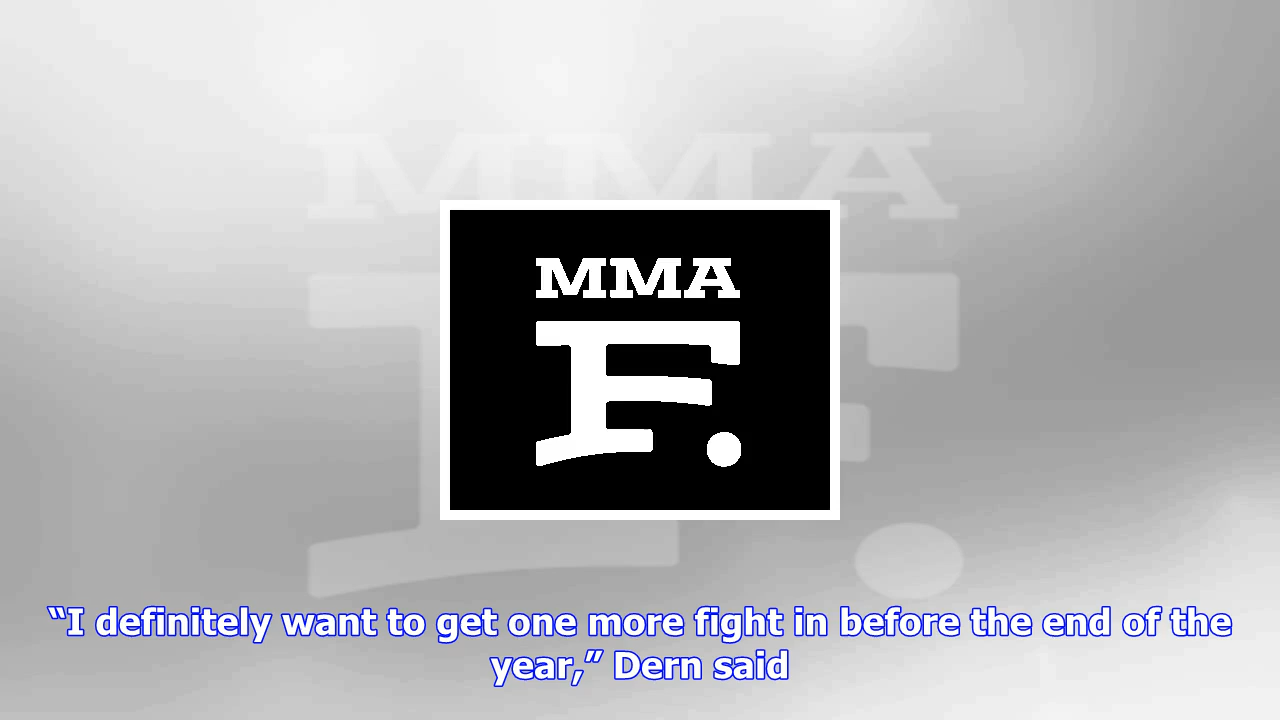 MMA
F.
“I definitely want to get one more fight in before the end of the
year,” Dern said